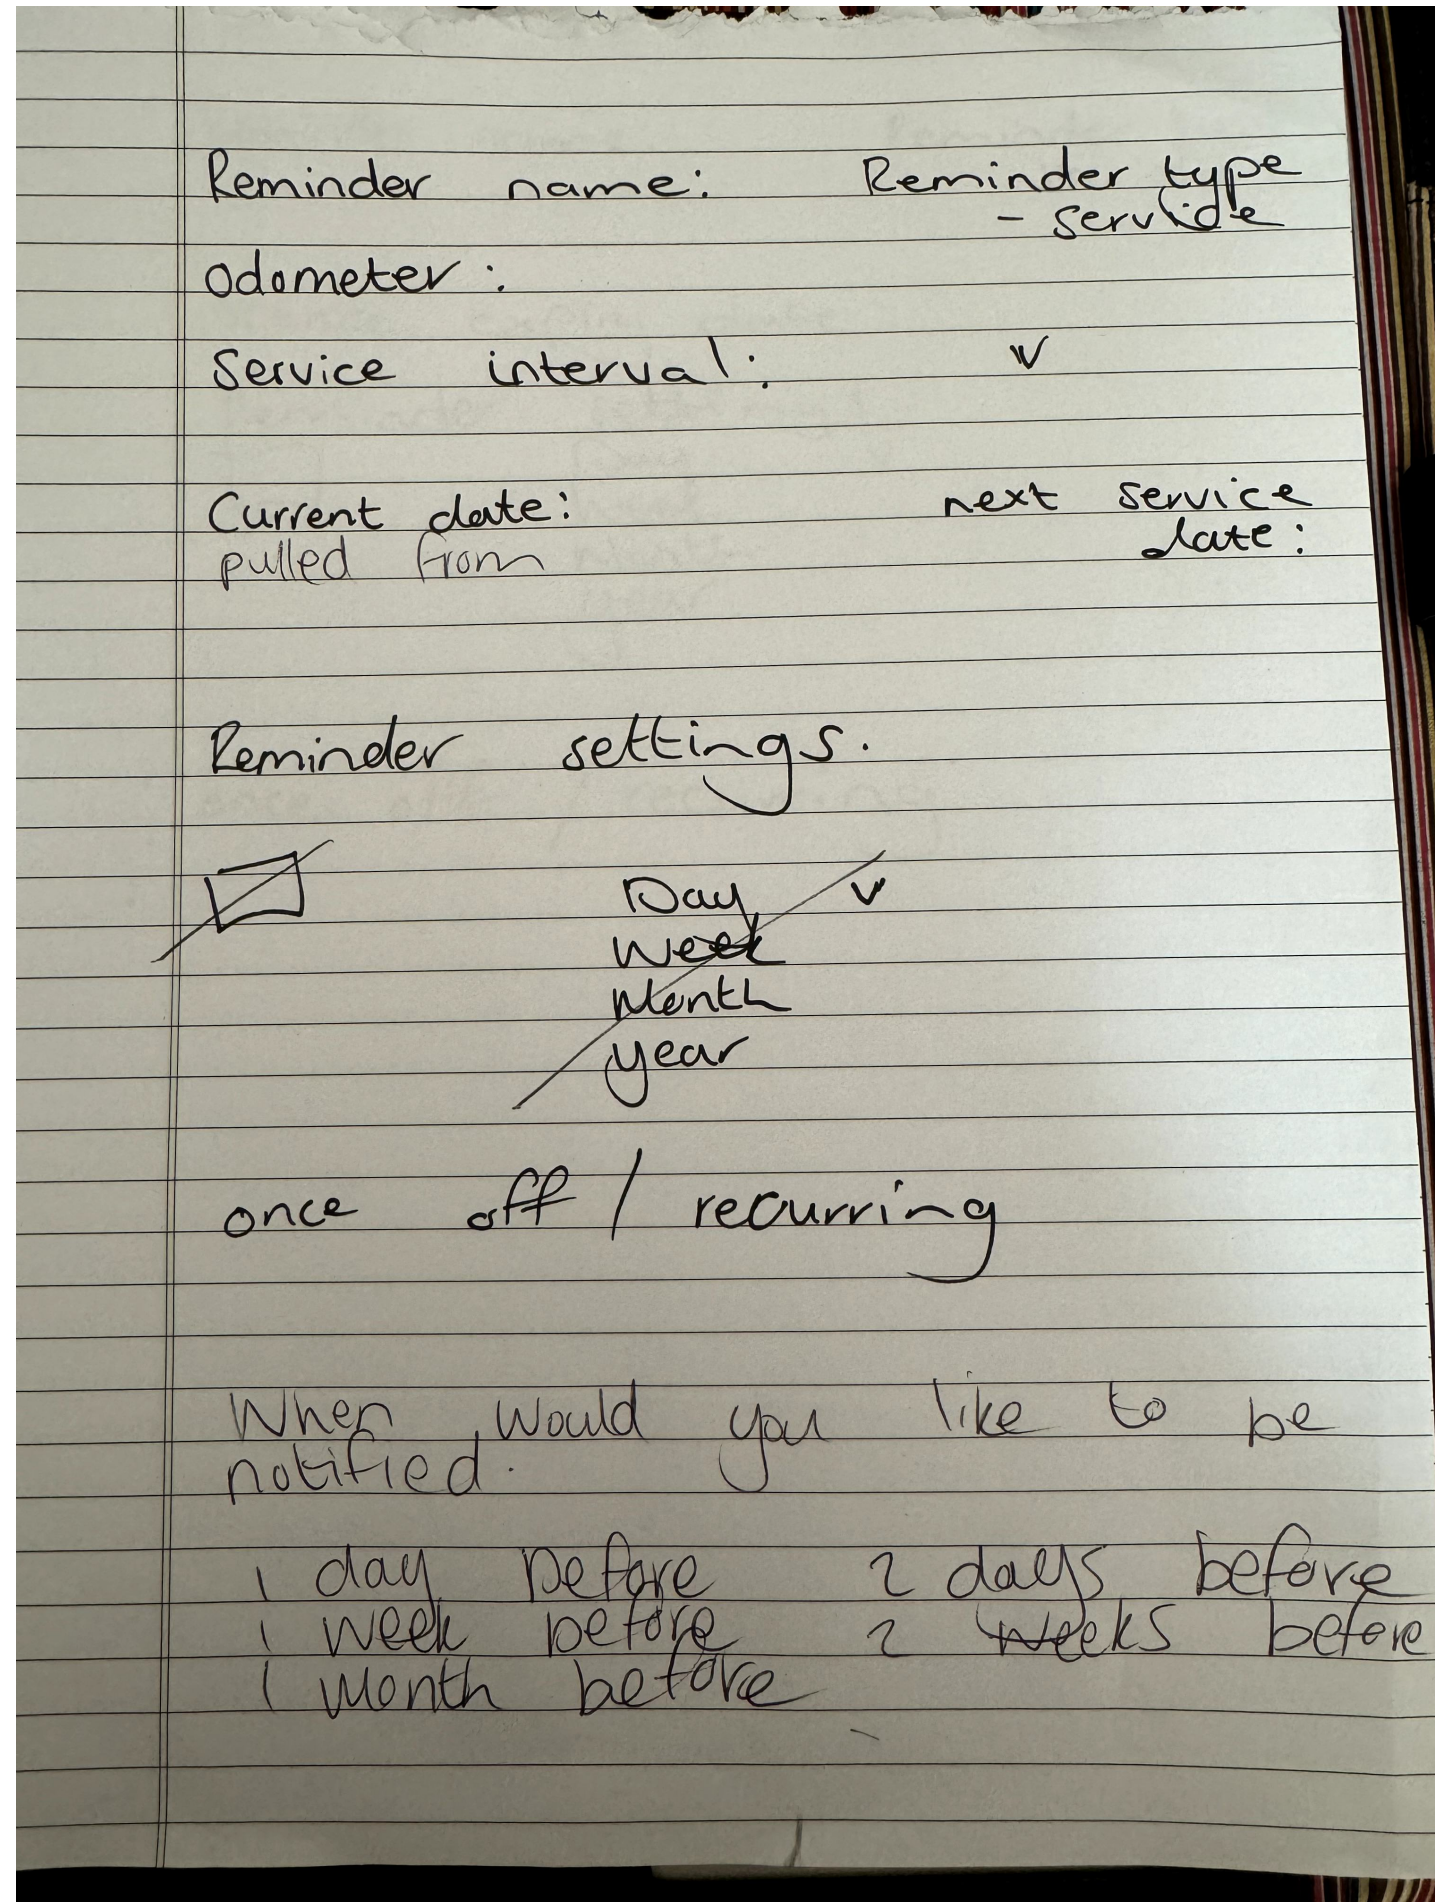 Reminder name: Reminder type
- service
Odometer :
Service interval: v
Current date: next service
pulled from date:
Reminder settings.
Day v
Week
Month
year
once off / recurring
When would you like to be
notified.
1 day before 2 days before
1 week before 2 weeks before
1 month before